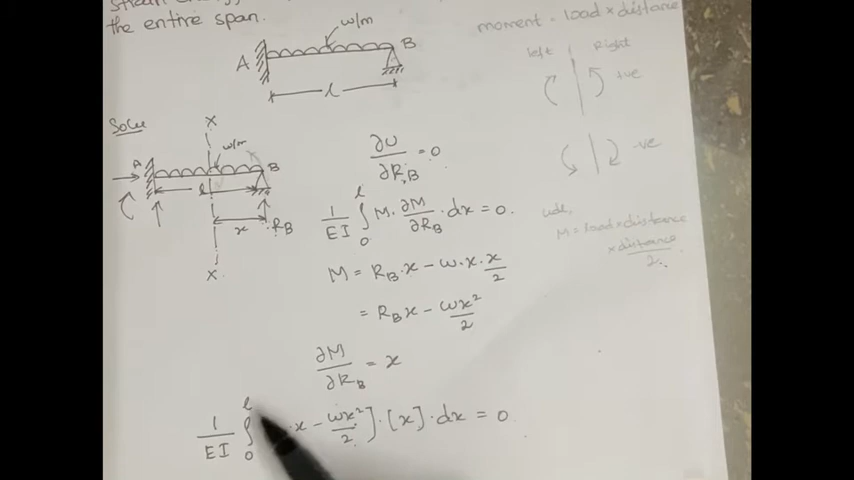 the entire span.
w/m
moment - load x distance
A
B
l
left
Right
+ve
-ve
Soln
X
w/m
A
B
l
x
RB
X
∂U/∂RB = 0
1/EI ∫₀ˡ M · ∂M/∂RB · dx = 0.
M = RB·x - w·x·x/2
= RBx - wx²/2
∂M/∂RB = x
udl,
M = load x distance
x distance/2
1/EI ∫₀ˡ ·x - wx²/2] · [x] · dx = 0